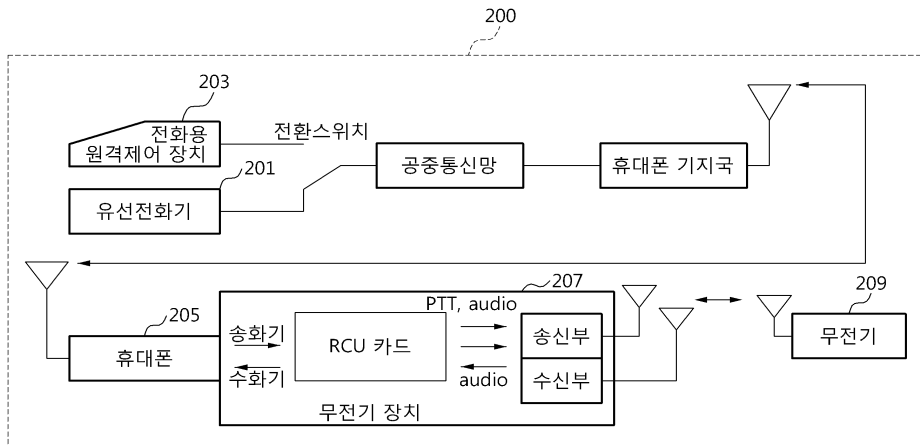 200
203
전화용
원격제어 장치
전환스위치
201
유선전화기
공중통신망
휴대폰 기지국
207
205
휴대폰
송화기
수화기
RCU 카드
PTT, audio
audio
송신부
수신부
무전기 장치
209
무전기